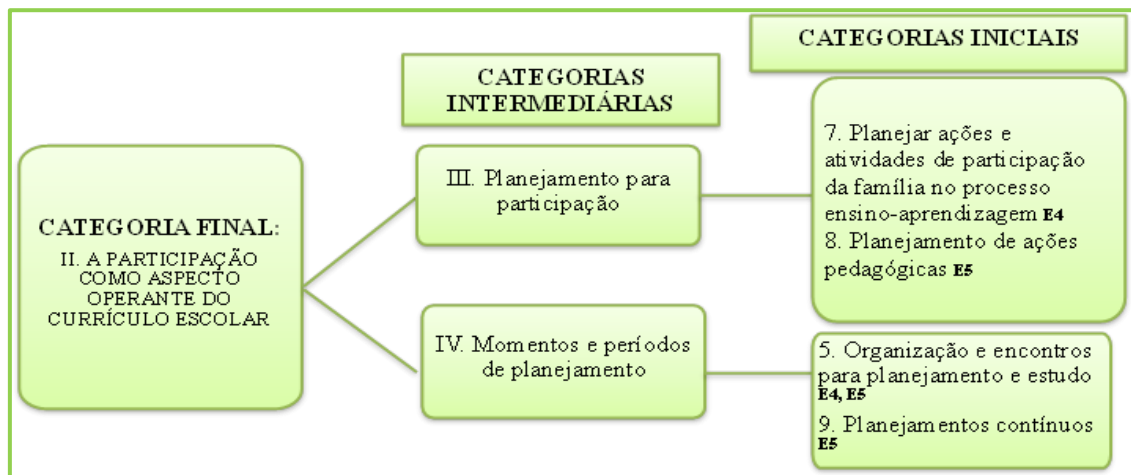 CATEGORIAS INICIAIS
CATEGORIAS
INTERMEDIÁRIAS
CATEGORIA FINAL:
II. A PARTICIPAÇÃO
COMO ASPECTO
OPERANTE DO
CURRÍCULO ESCOLAR
III. Planejamento para
participação
7. Planejar ações e
atividades de participação
da família no processo
ensino-aprendizagem E4
8. Planejamento de ações
pedagógicas E5
IV. Momentos e períodos
de planejamento
5. Organização e encontros
para planejamento e estudo
E4, E5
9. Planejamentos contínuos
E5